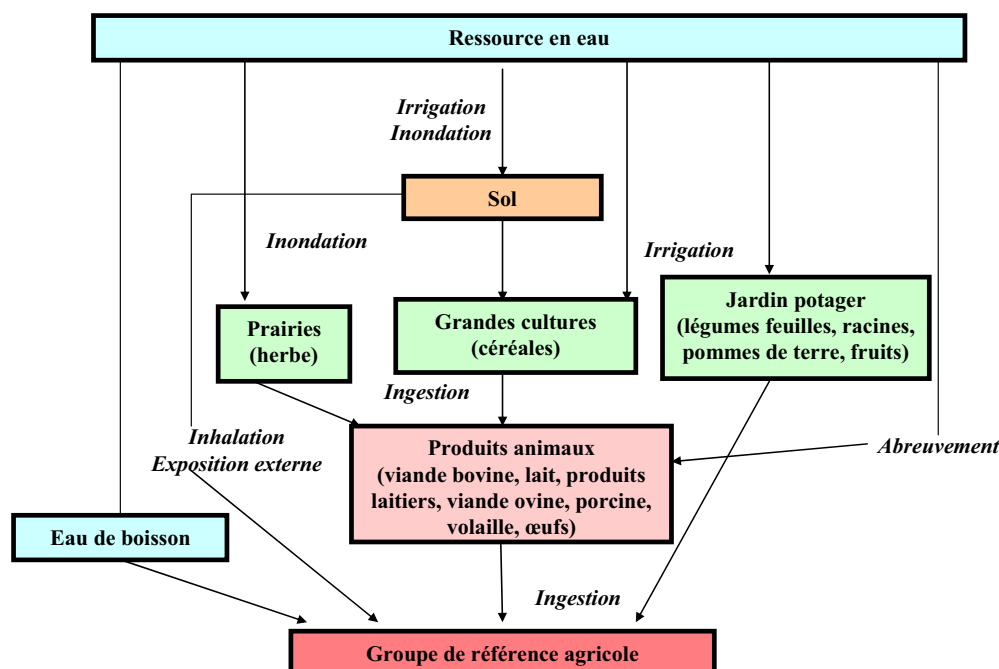 Ressource en eau
Irrigation
Inondation
Sol
Inondation
Irrigation
Prairies
(herbe)
Grandes cultures
(céréales)
Jardin potager
(légumes feuilles, racines,
pommes de terre, fruits)
Ingestion
Inhalation
Exposition externe
Produits animaux
(viande bovine, lait, produits
laitiers, viande ovine, porcine,
volaille, œufs)
Abreuvement
Eau de boisson
Ingestion
Groupe de référence agricole